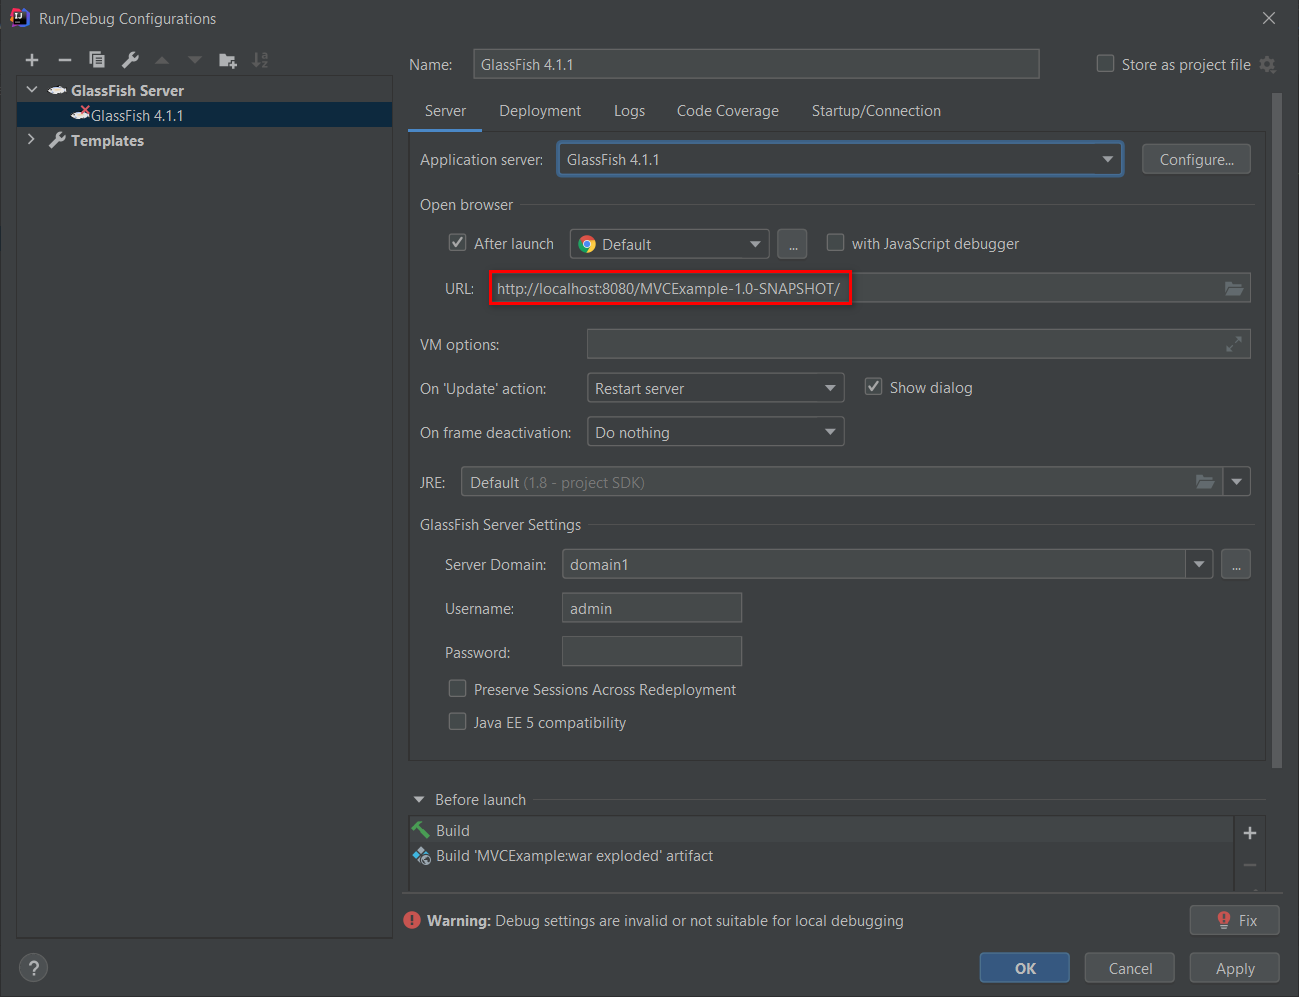 Run/Debug Configurations
GlassFish Server
GlassFish 4.1.1
Templates
Name: GlassFish 4.1.1 Store as project file
Server Deployment Logs Code Coverage Startup/Connection
Application server: GlassFish 4.1.1 Configure...
Open browser
After launch Default ... with JavaScript debugger
URL: http://localhost:8080/MVCExample-1.0-SNAPSHOT/
VM options:
On 'Update' action: Restart server Show dialog
On frame deactivation: Do nothing
JRE: Default (1.8 - project SDK)
GlassFish Server Settings
Server Domain: domain1 ...
Username: admin
Password:
Preserve Sessions Across Redeployment
Java EE 5 compatibility
Before launch
Build
Build 'MVCExample:war exploded' artifact
Warning: Debug settings are invalid or not suitable for local debugging Fix
? OK Cancel Apply